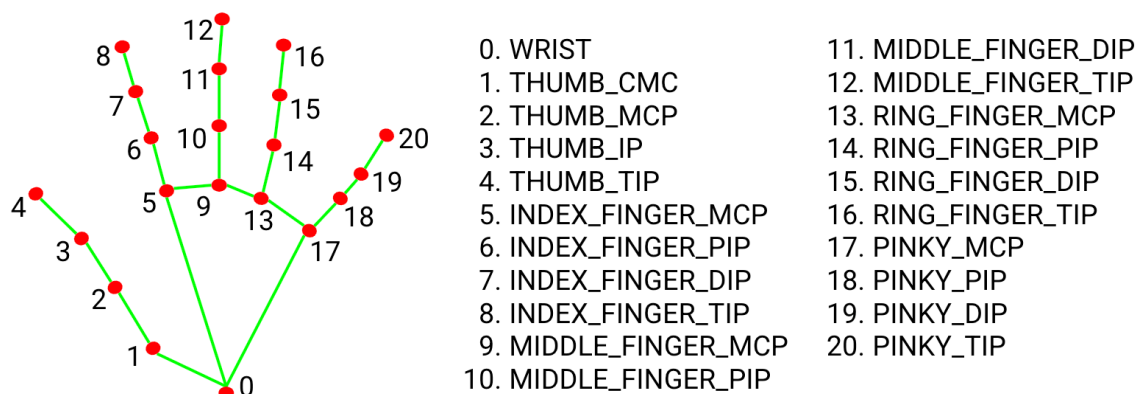 12
8
16
11
7
15
10
6
20
14
19
4
5
9
13
18
3
17
2
1
0
0. WRIST
1. THUMB_CMC
2. THUMB_MCP
3. THUMB_IP
4. THUMB_TIP
5. INDEX_FINGER_MCP
6. INDEX_FINGER_PIP
7. INDEX_FINGER_DIP
8. INDEX_FINGER_TIP
9. MIDDLE_FINGER_MCP
10. MIDDLE_FINGER_PIP
11. MIDDLE_FINGER_DIP
12. MIDDLE_FINGER_TIP
13. RING_FINGER_MCP
14. RING_FINGER_PIP
15. RING_FINGER_DIP
16. RING_FINGER_TIP
17. PINKY_MCP
18. PINKY_PIP
19. PINKY_DIP
20. PINKY_TIP